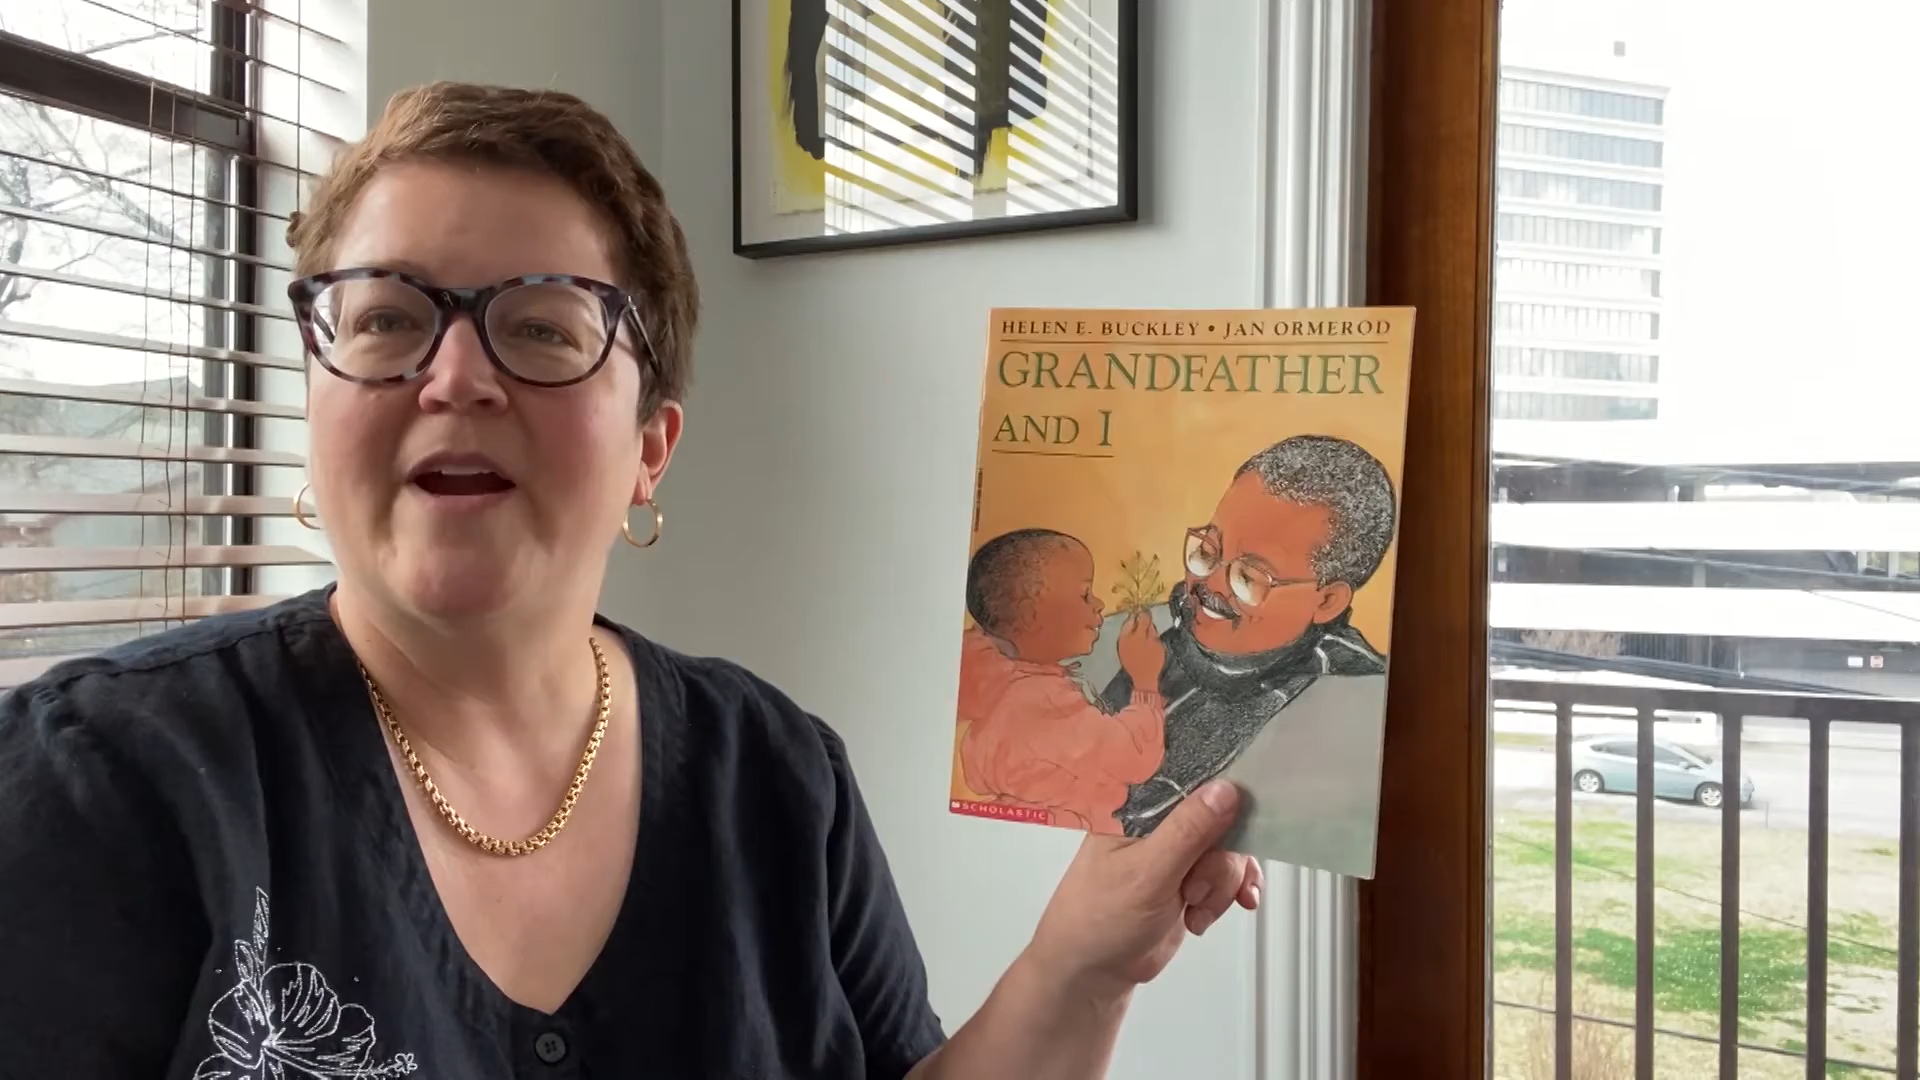 HELEN E. BUCKLEY • JAN ORMEROD
GRANDFATHER
AND I
SCHOLASTIC